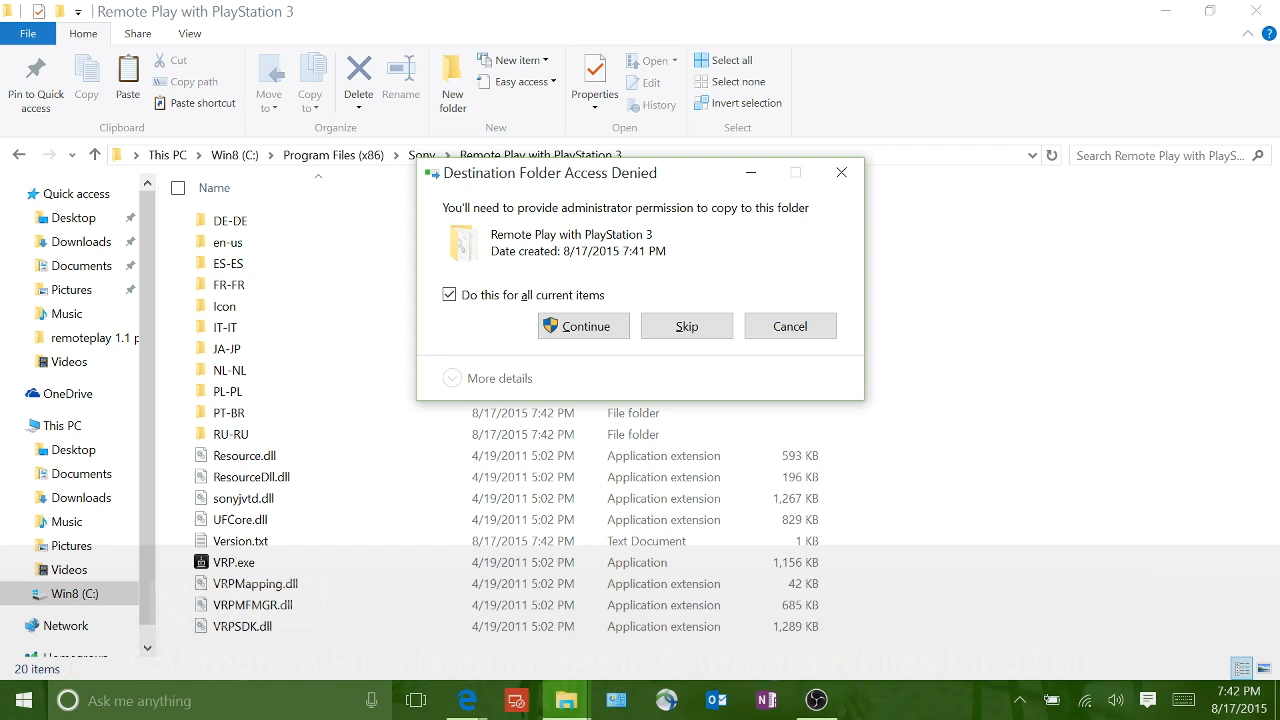 Remote Play with PlayStation 3
File Home Share View
Pin to Quick access
Copy
Paste
Cut
Copy path
Paste shortcut
Clipboard
Move to
Copy to
Delete
Rename
Organize
New folder
New item
Easy access
New
Properties
Open
Edit
History
Open
Select all
Select none
Invert selection
Select
This PC Win8 (C:) Program Files (x86) Sony Remote Play with PlayStation 3
Search Remote Play with PlayS...
Quick access
Desktop
Downloads
Documents
Pictures
Music
remoteplay 1.1 p
Videos
OneDrive
This PC
Desktop
Documents
Downloads
Music
Pictures
Videos
Win8 (C:)
Network
Homegroup
Name
DE-DE
en-us
ES-ES
FR-FR
Icon
IT-IT
JA-JP
NL-NL
PL-PL
PT-BR 8/17/2015 7:42 PM File folder
RU-RU 8/17/2015 7:42 PM File folder
Resource.dll 4/19/2011 5:02 PM Application extension 593 KB
ResourceDll.dll 4/19/2011 5:02 PM Application extension 196 KB
sonyjvtd.dll 4/19/2011 5:02 PM Application extension 1,267 KB
UFCore.dll 4/19/2011 5:02 PM Application extension 829 KB
Version.txt 8/17/2015 7:42 PM Text Document 1 KB
VRP.exe 4/19/2011 5:02 PM Application 1,156 KB
VRPMapping.dll 4/19/2011 5:02 PM Application extension 42 KB
VRPMFMGR.dll 4/19/2011 5:02 PM Application extension 685 KB
VRPSDK.dll 4/19/2011 5:02 PM Application extension 1,289 KB
Destination Folder Access Denied
You'll need to provide administrator permission to copy to this folder
Remote Play with PlayStation 3
Date created: 8/17/2015 7:41 PM
Do this for all current items
Continue Skip Cancel
More details
20 items
Ask me anything
7:42 PM
8/17/2015